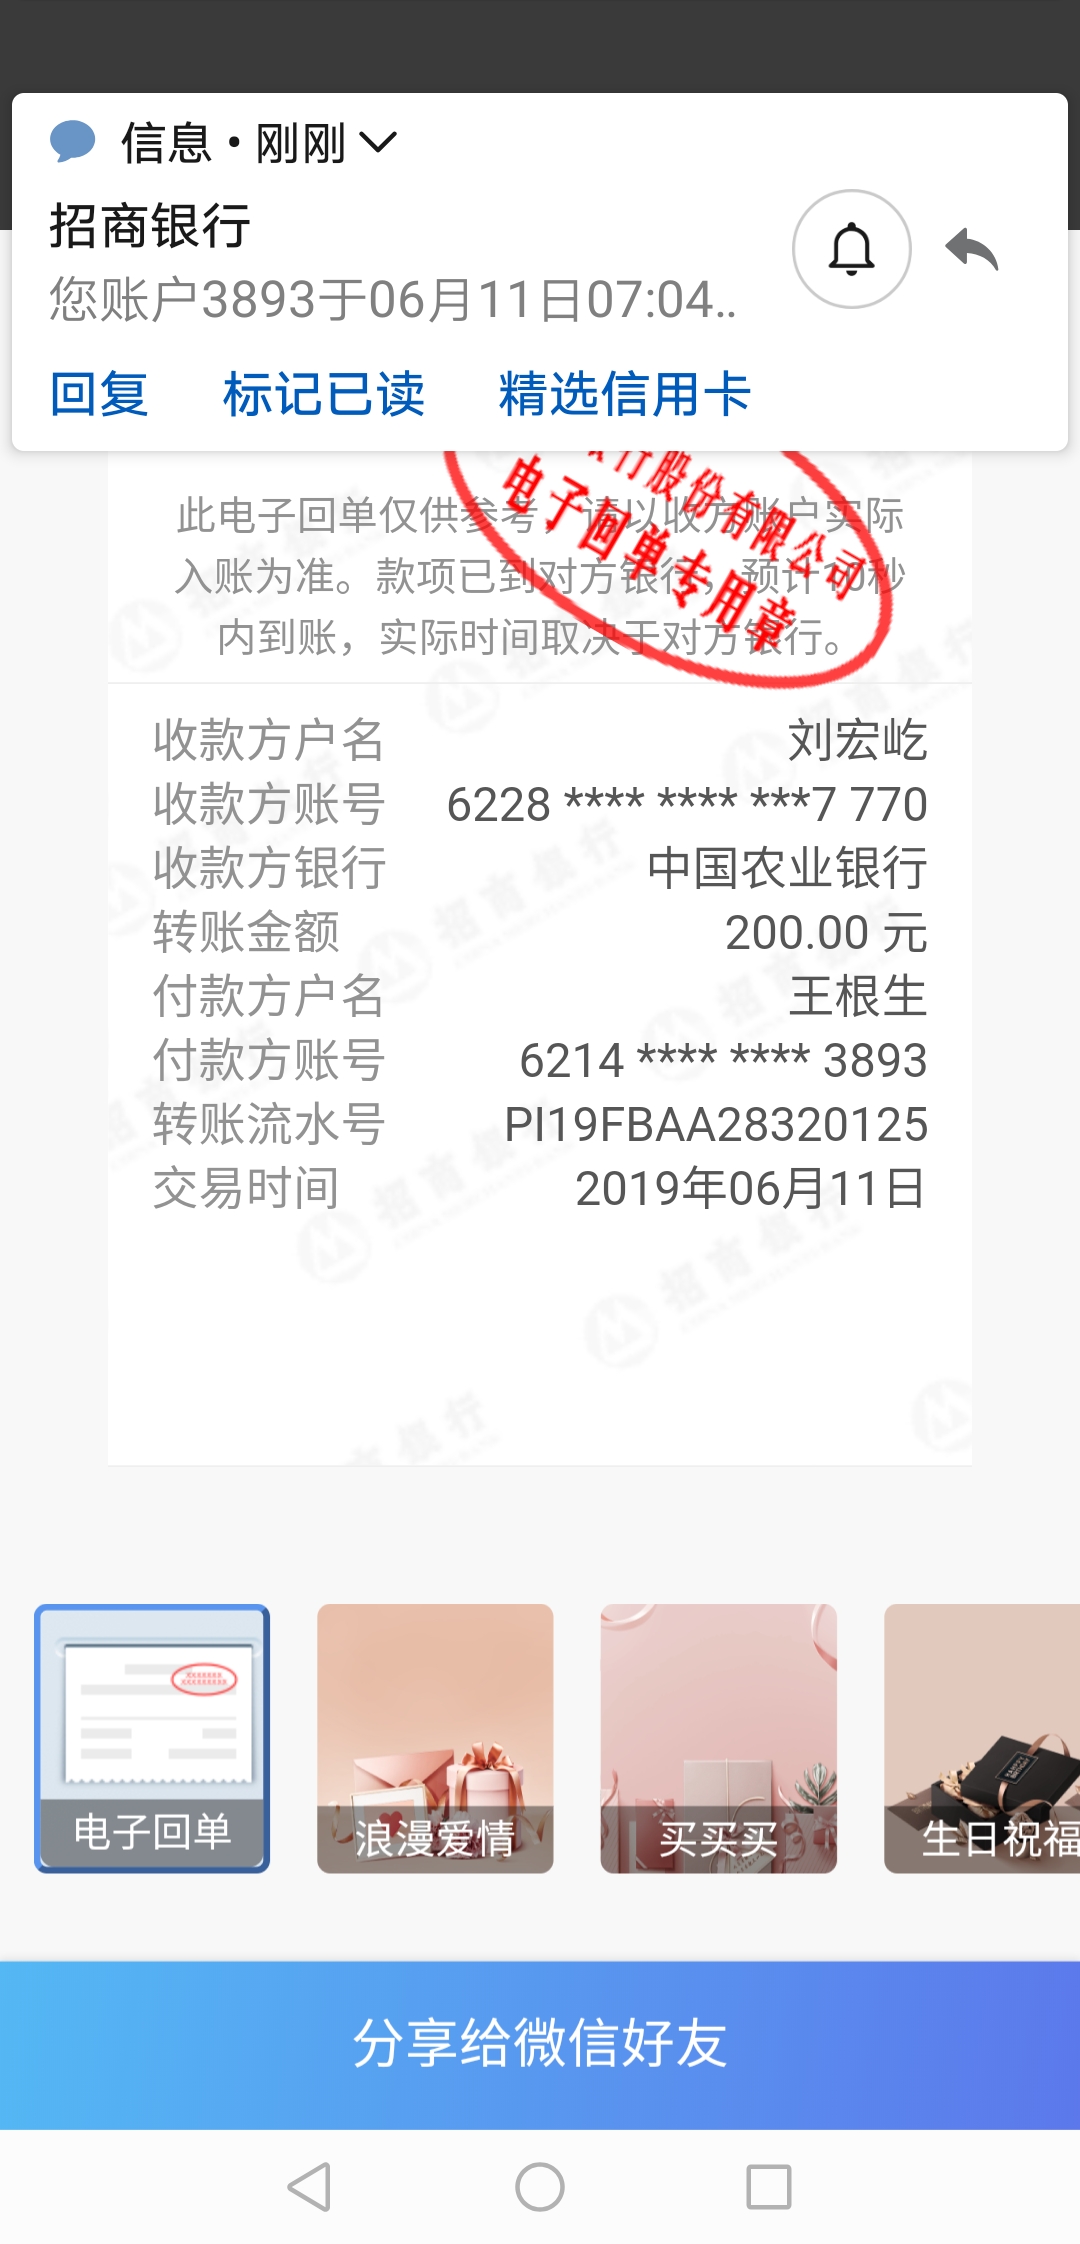 信息 • 刚刚
招商银行
您账户3893于06月11日07:04..
回复 标记已读 精选信用卡
银行股份有限公司
电子回单专用章
此电子回单仅供参考，请以收方账户实际
入账为准。款项已到对方银行，预计10秒
内到账，实际时间取决于对方银行。
收款方户名 刘宏屹
收款方账号 6228 **** **** ***7 770
收款方银行 中国农业银行
转账金额 200.00 元
付款方户名 王根生
付款方账号 6214 **** **** 3893
转账流水号 PI19FBAA28320125
交易时间 2019年06月11日
招商银行
电子回单 浪漫爱情 买买买 生日祝福
分享给微信好友